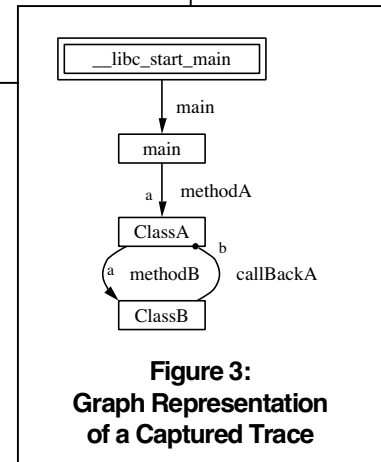 __libc_start_main
main
main
a methodA
ClassA
b
a methodB callBackA
ClassB
Figure 3:
Graph Representation
of a Captured Trace